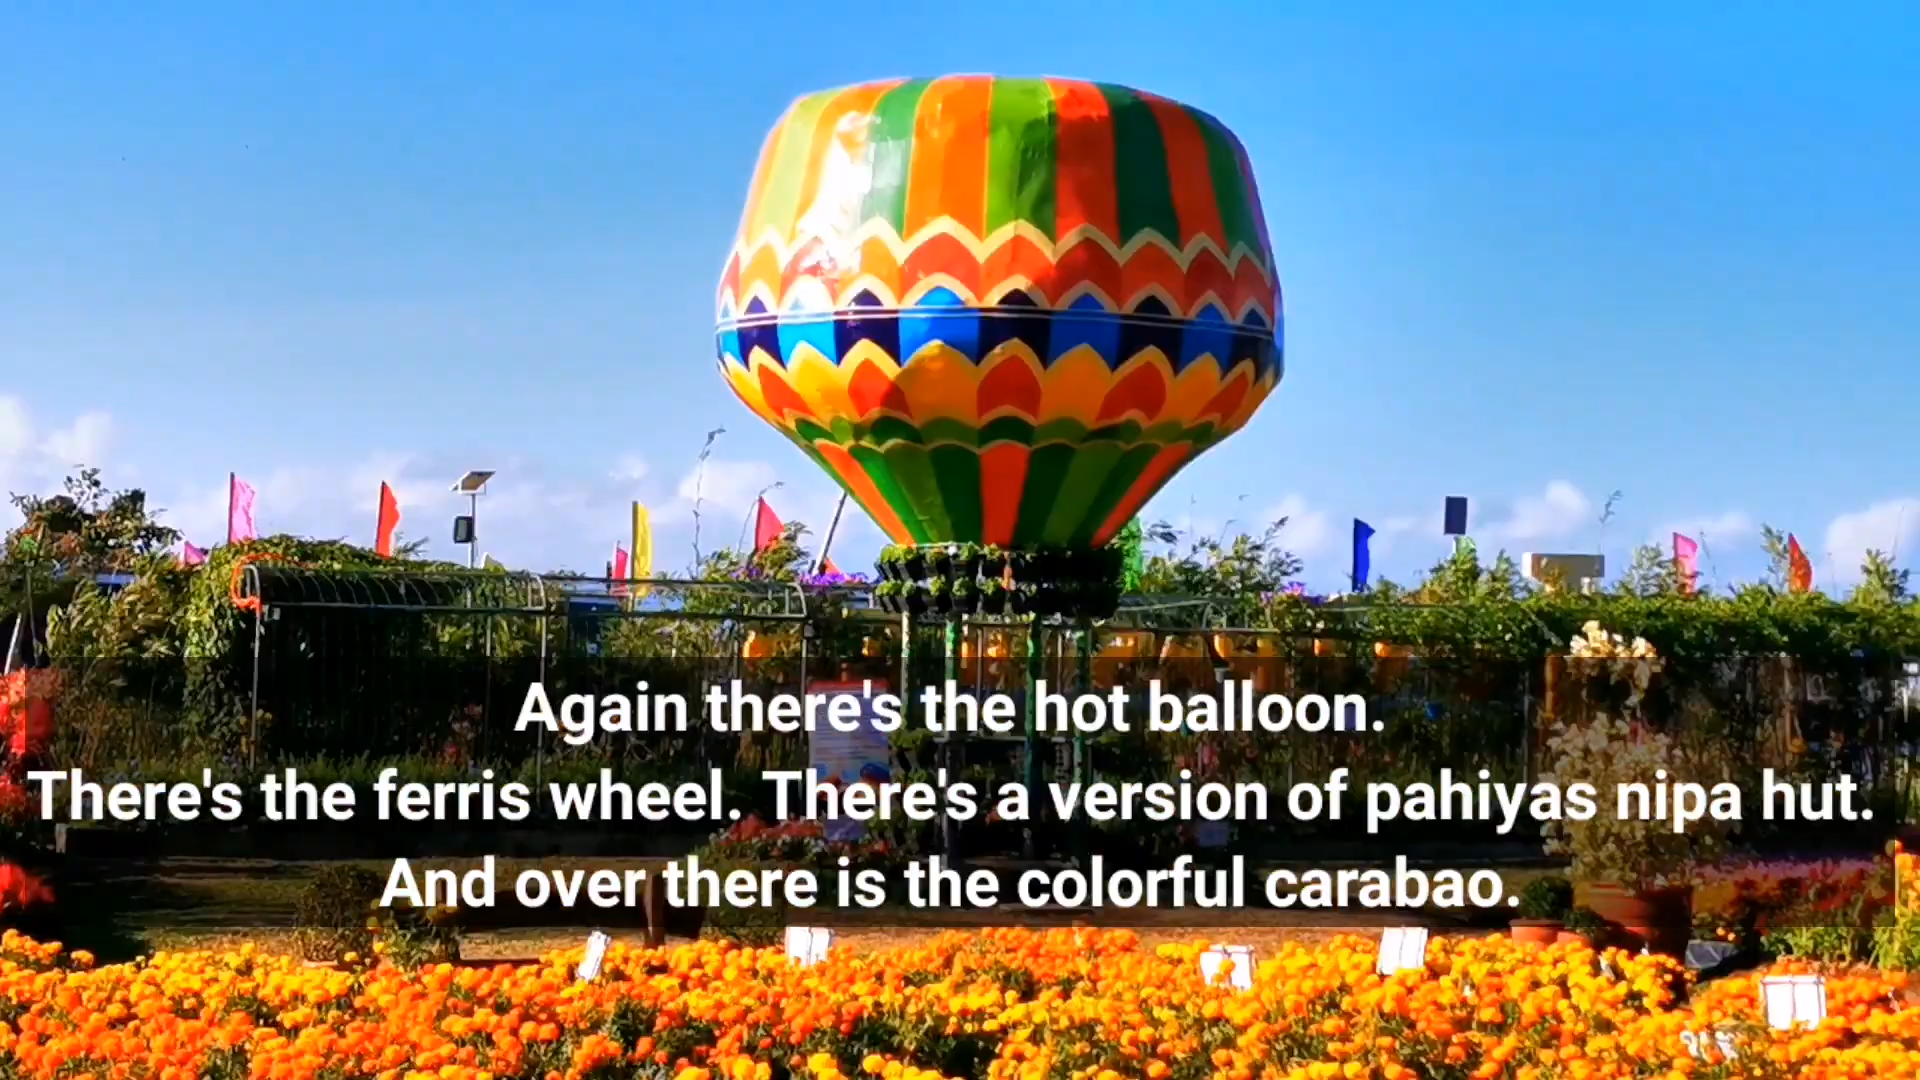 Again there's the hot balloon.
There's the ferris wheel. There's a version of pahiyas nipa hut.
And over there is the colorful carabao.